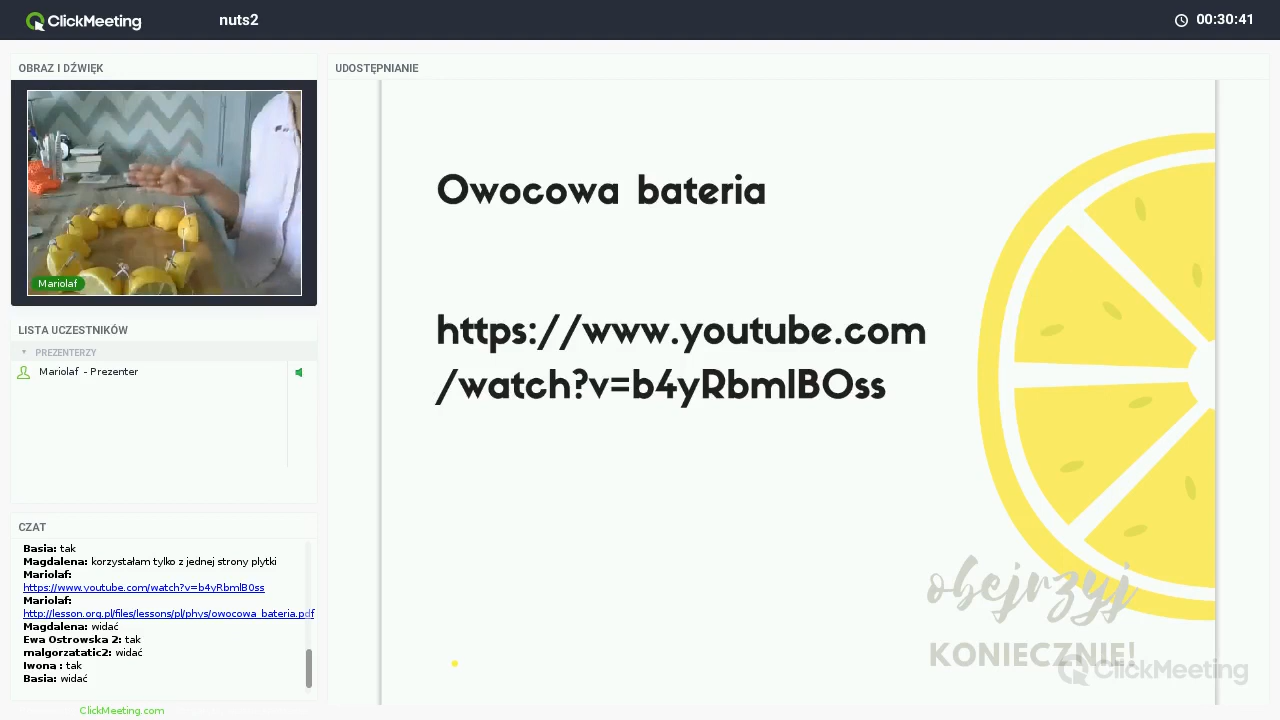 ClickMeeting
nuts2
00:30:41
OBRAZ I DŹWIĘK
Mariolaf
LISTA UCZESTNIKÓW
PREZENTERZY
Mariolaf - Prezenter
CZAT
Basia: tak
Magdalena: korzystałam tylko z jednej strony plytki
Mariolaf:
https://www.youtube.com/watch?v=b4yRbmlB0ss
Mariolaf:
http://lesson.org.pl/files/lessons/pl/phys/owocowa_bateria.pdf
Magdalena: widać
Ewa Ostrowska 2: tak
malgorzatatic2: widać
Iwona : tak
Basia: widać
ClickMeeting.com
UDOSTĘPNIANIE
Owocowa bateria
https://www.youtube.com
/watch?v=b4yRbmlB0ss
obejrzyj
KONIECZNIE!
ClickMeeting